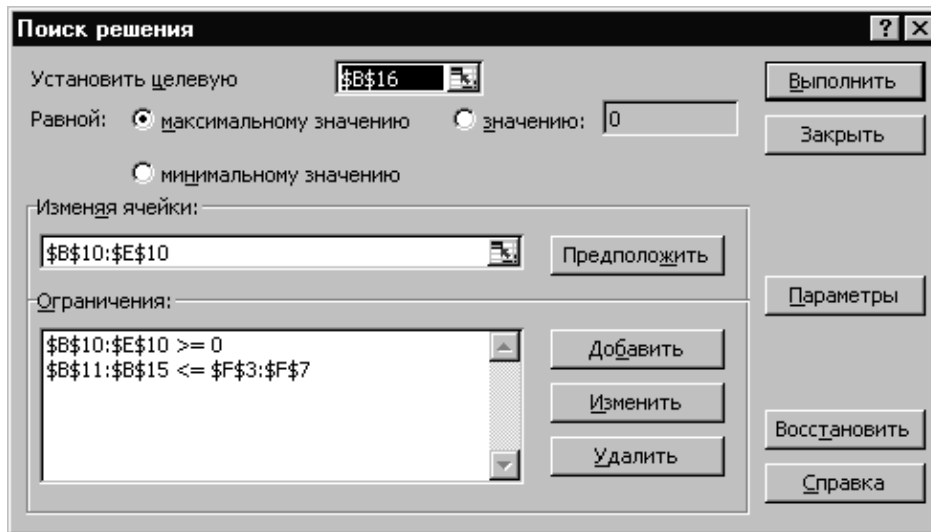 Поиск решения
Установить целевую $B$16 Выполнить
Равной: максимальному значению значению: 0 Закрыть
минимальному значению
Изменяя ячейки:
$B$10:$E$10 Предположить
Ограничения: Параметры
$B$10:$E$10 >= 0 Добавить
$B$11:$B$15 <= $F$3:$F$7
Изменить
Восстановить
Удалить
Справка